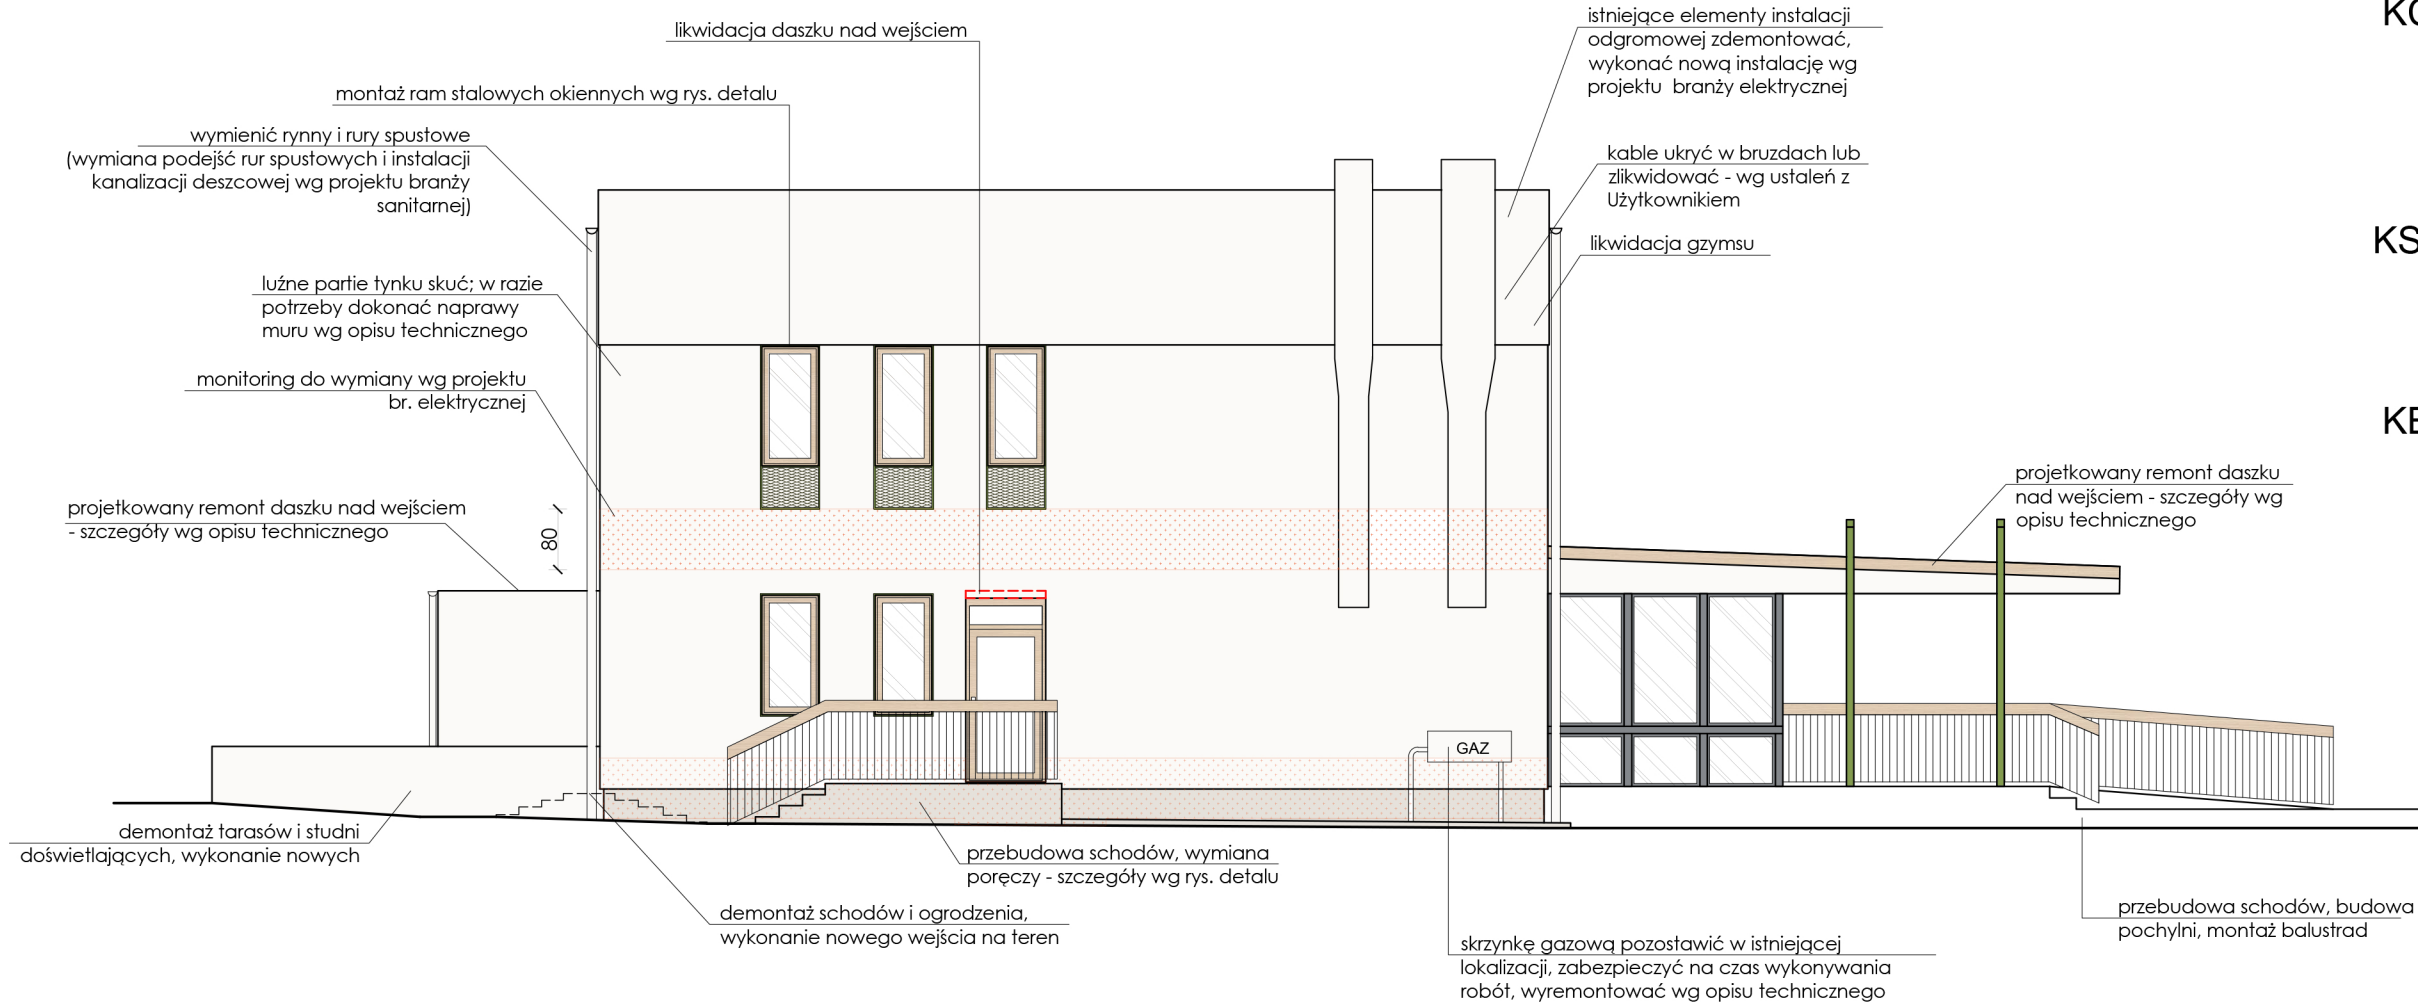 likwidacja daszku nad wejściem
montaż ram stalowych okiennych wg rys. detalu
wymienić rynny i rury spustowe
(wymiana podejść rur spustowych i instalacji
kanalizacji deszcowej wg projektu branży
sanitarnej)
luźne partie tynku skuć; w razie
potrzeby dokonać naprawy
muru wg opisu technicznego
monitoring do wymiany wg projektu
br. elektrycznej
projetkowany remont daszku nad wejściem
- szczegóły wg opisu technicznego
80
demontaż tarasów i studni
doświetlających, wykonanie nowych
istniejące elementy instalacji
odgromowej zdemontować,
wykonać nową instalację wg
projektu branży elektrycznej
kable ukryć w bruzdach lub
zlikwidować - wg ustaleń z
Użytkownikiem
likwidacja gzymsu
KS
projetkowany remont daszku
nad wejściem - szczegóły wg
opisu technicznego
GAZ
przebudowa schodów, wymiana
poręczy - szczegóły wg rys. detalu
demontaż schodów i ogrodzenia,
wykonanie nowego wejścia na teren
skrzynkę gazową pozostawić w istniejącej
lokalizacji, zabezpieczyć na czas wykonywania
robót, wyremontować wg opisu technicznego
przebudowa schodów, budowa
pochylni, montaż balustrad